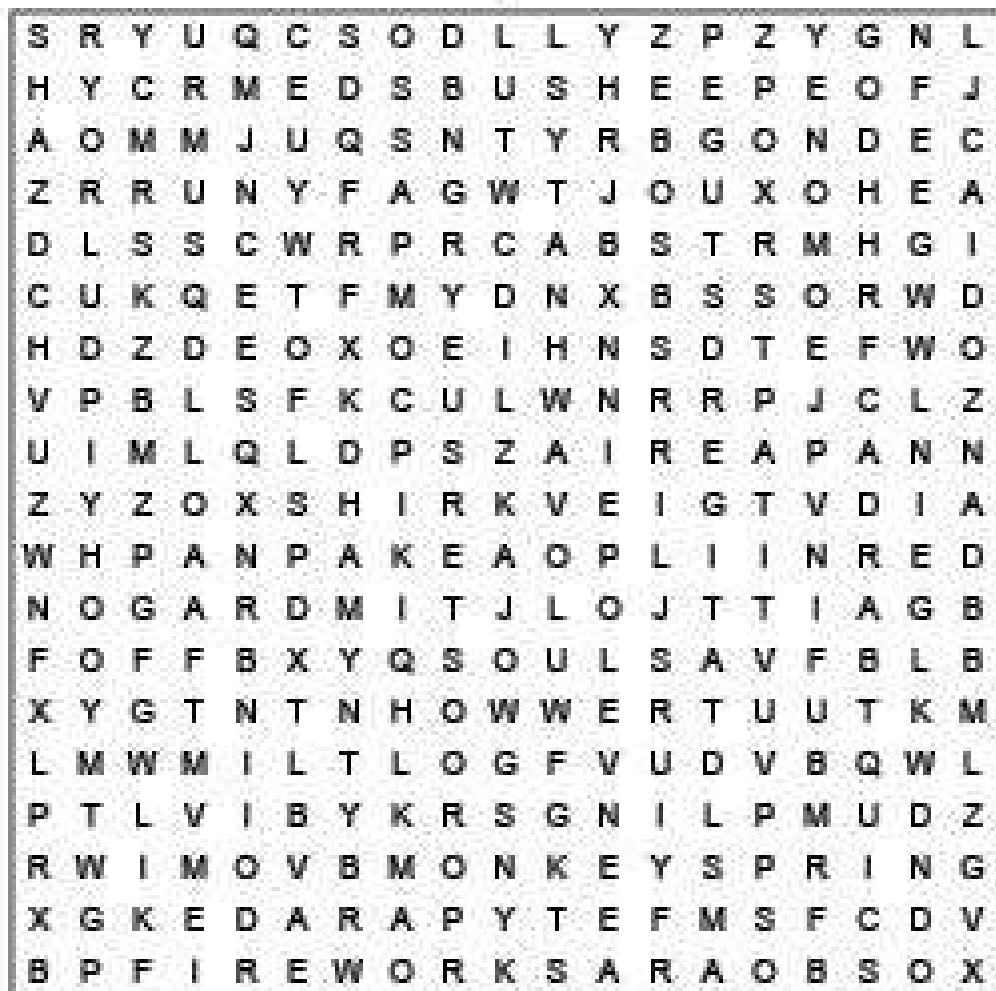 S R Y U Q C S O D L L Y Z P Z Y G N L
H Y C R M E D S B U S H E E P E O F J
A O M M J U Q S N T Y R B G O N D E C
Z R R U N Y F A G W T J O U X O H E A
D L S S C W R P R C A B S T R M H G I
C U K Q E T F M Y D N X B S S O R W D
H D Z D E O X O E I H N S D T E F W O
V P B L S F K C U L W N R R P J C L Z
U I M L Q L D P S Z A I R E A P A N N
Z Y Z O X S H I R K V E I G T V D I A
W H P A N P A K E A O P L I I N R E D
N O G A R D M I T J L O J T T I A G B
F O F F B X Y Q S O U L S A V F B L B
X Y G T N T N H O W W E R T U U T K M
L M W M I L T L O G F V U D V B Q W L
P T L V I B Y K R S G N I L P M U D Z
R W I M O V B M O N K E Y S P R I N G
X G K E D A R A P Y T E F M S F C D V
B P F I R E W O R K S A R A O B S O X